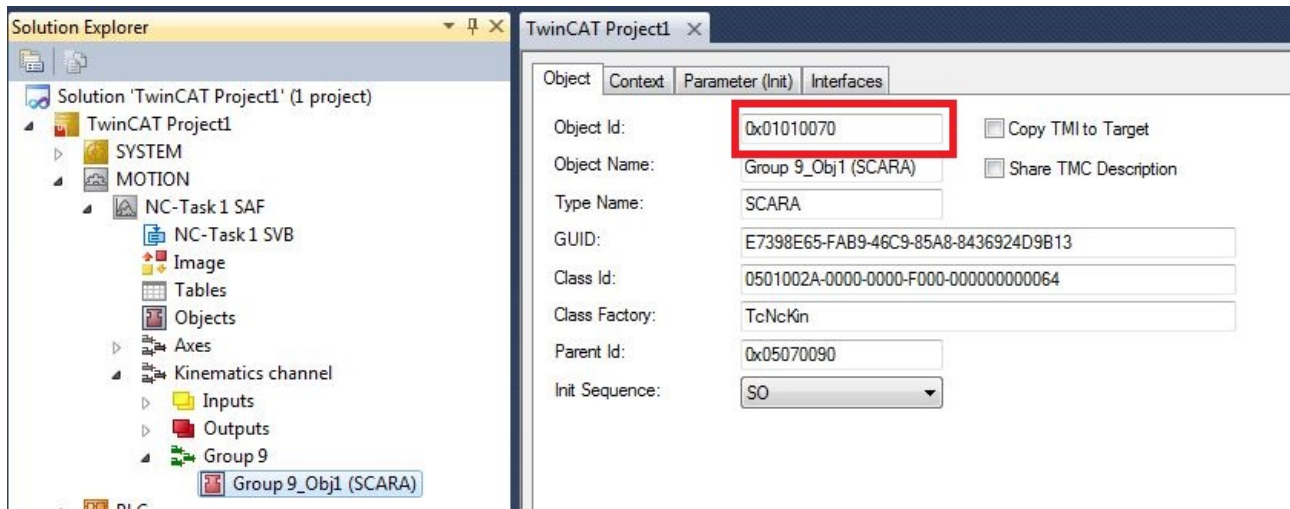 Solution Explorer
Solution 'TwinCAT Project1' (1 project)
TwinCAT Project1
SYSTEM
MOTION
NC-Task 1 SAF
NC-Task 1 SVB
Image
Tables
Objects
Axes
Kinematics channel
Inputs
Outputs
Group 9
Group 9_Obj1 (SCARA)
TwinCAT Project1
Object Context Parameter (Init) Interfaces
Object Id: 0x01010070 Copy TMI to Target
Object Name: Group 9_Obj1 (SCARA) Share TMC Description
Type Name: SCARA
GUID: E7398E65-FAB9-46C9-85A8-8436924D9B13
Class Id: 0501002A-0000-0000-F000-000000000064
Class Factory: TcNcKin
Parent Id: 0x05070090
Init Sequence: SO